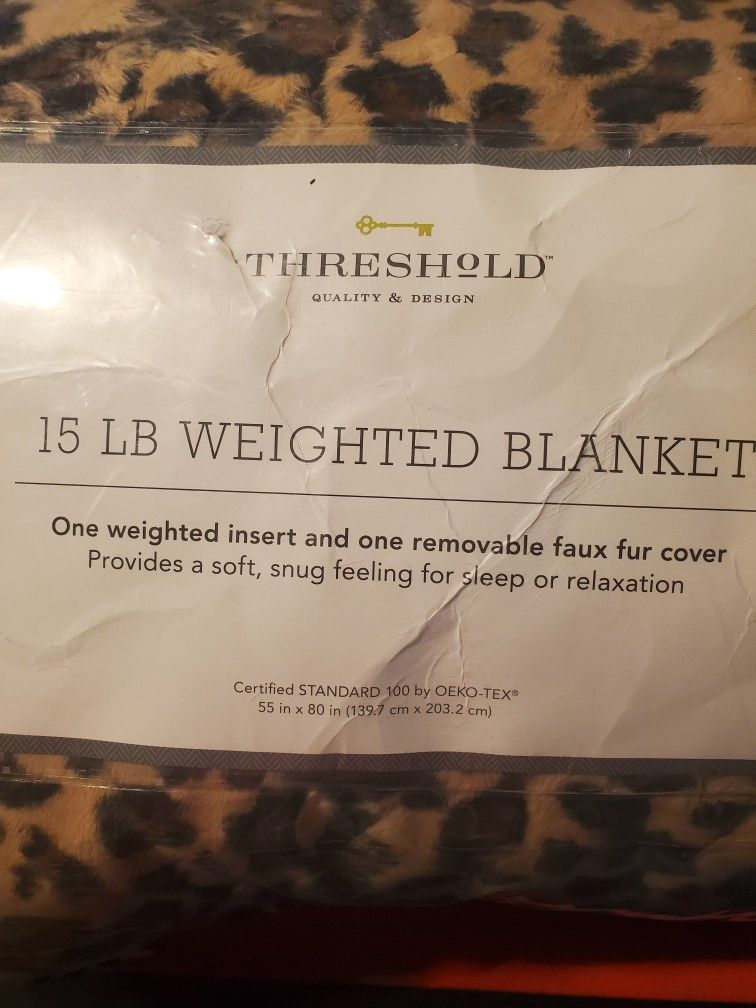 THRESHOLD™
QUALITY & DESIGN
15 LB WEIGHTED BLANKET
One weighted insert and one removable faux fur cover
Provides a soft, snug feeling for sleep or relaxation
Certified STANDARD 100 by OEKO-TEX®
55 in x 80 in (139.7 cm x 203.2 cm)